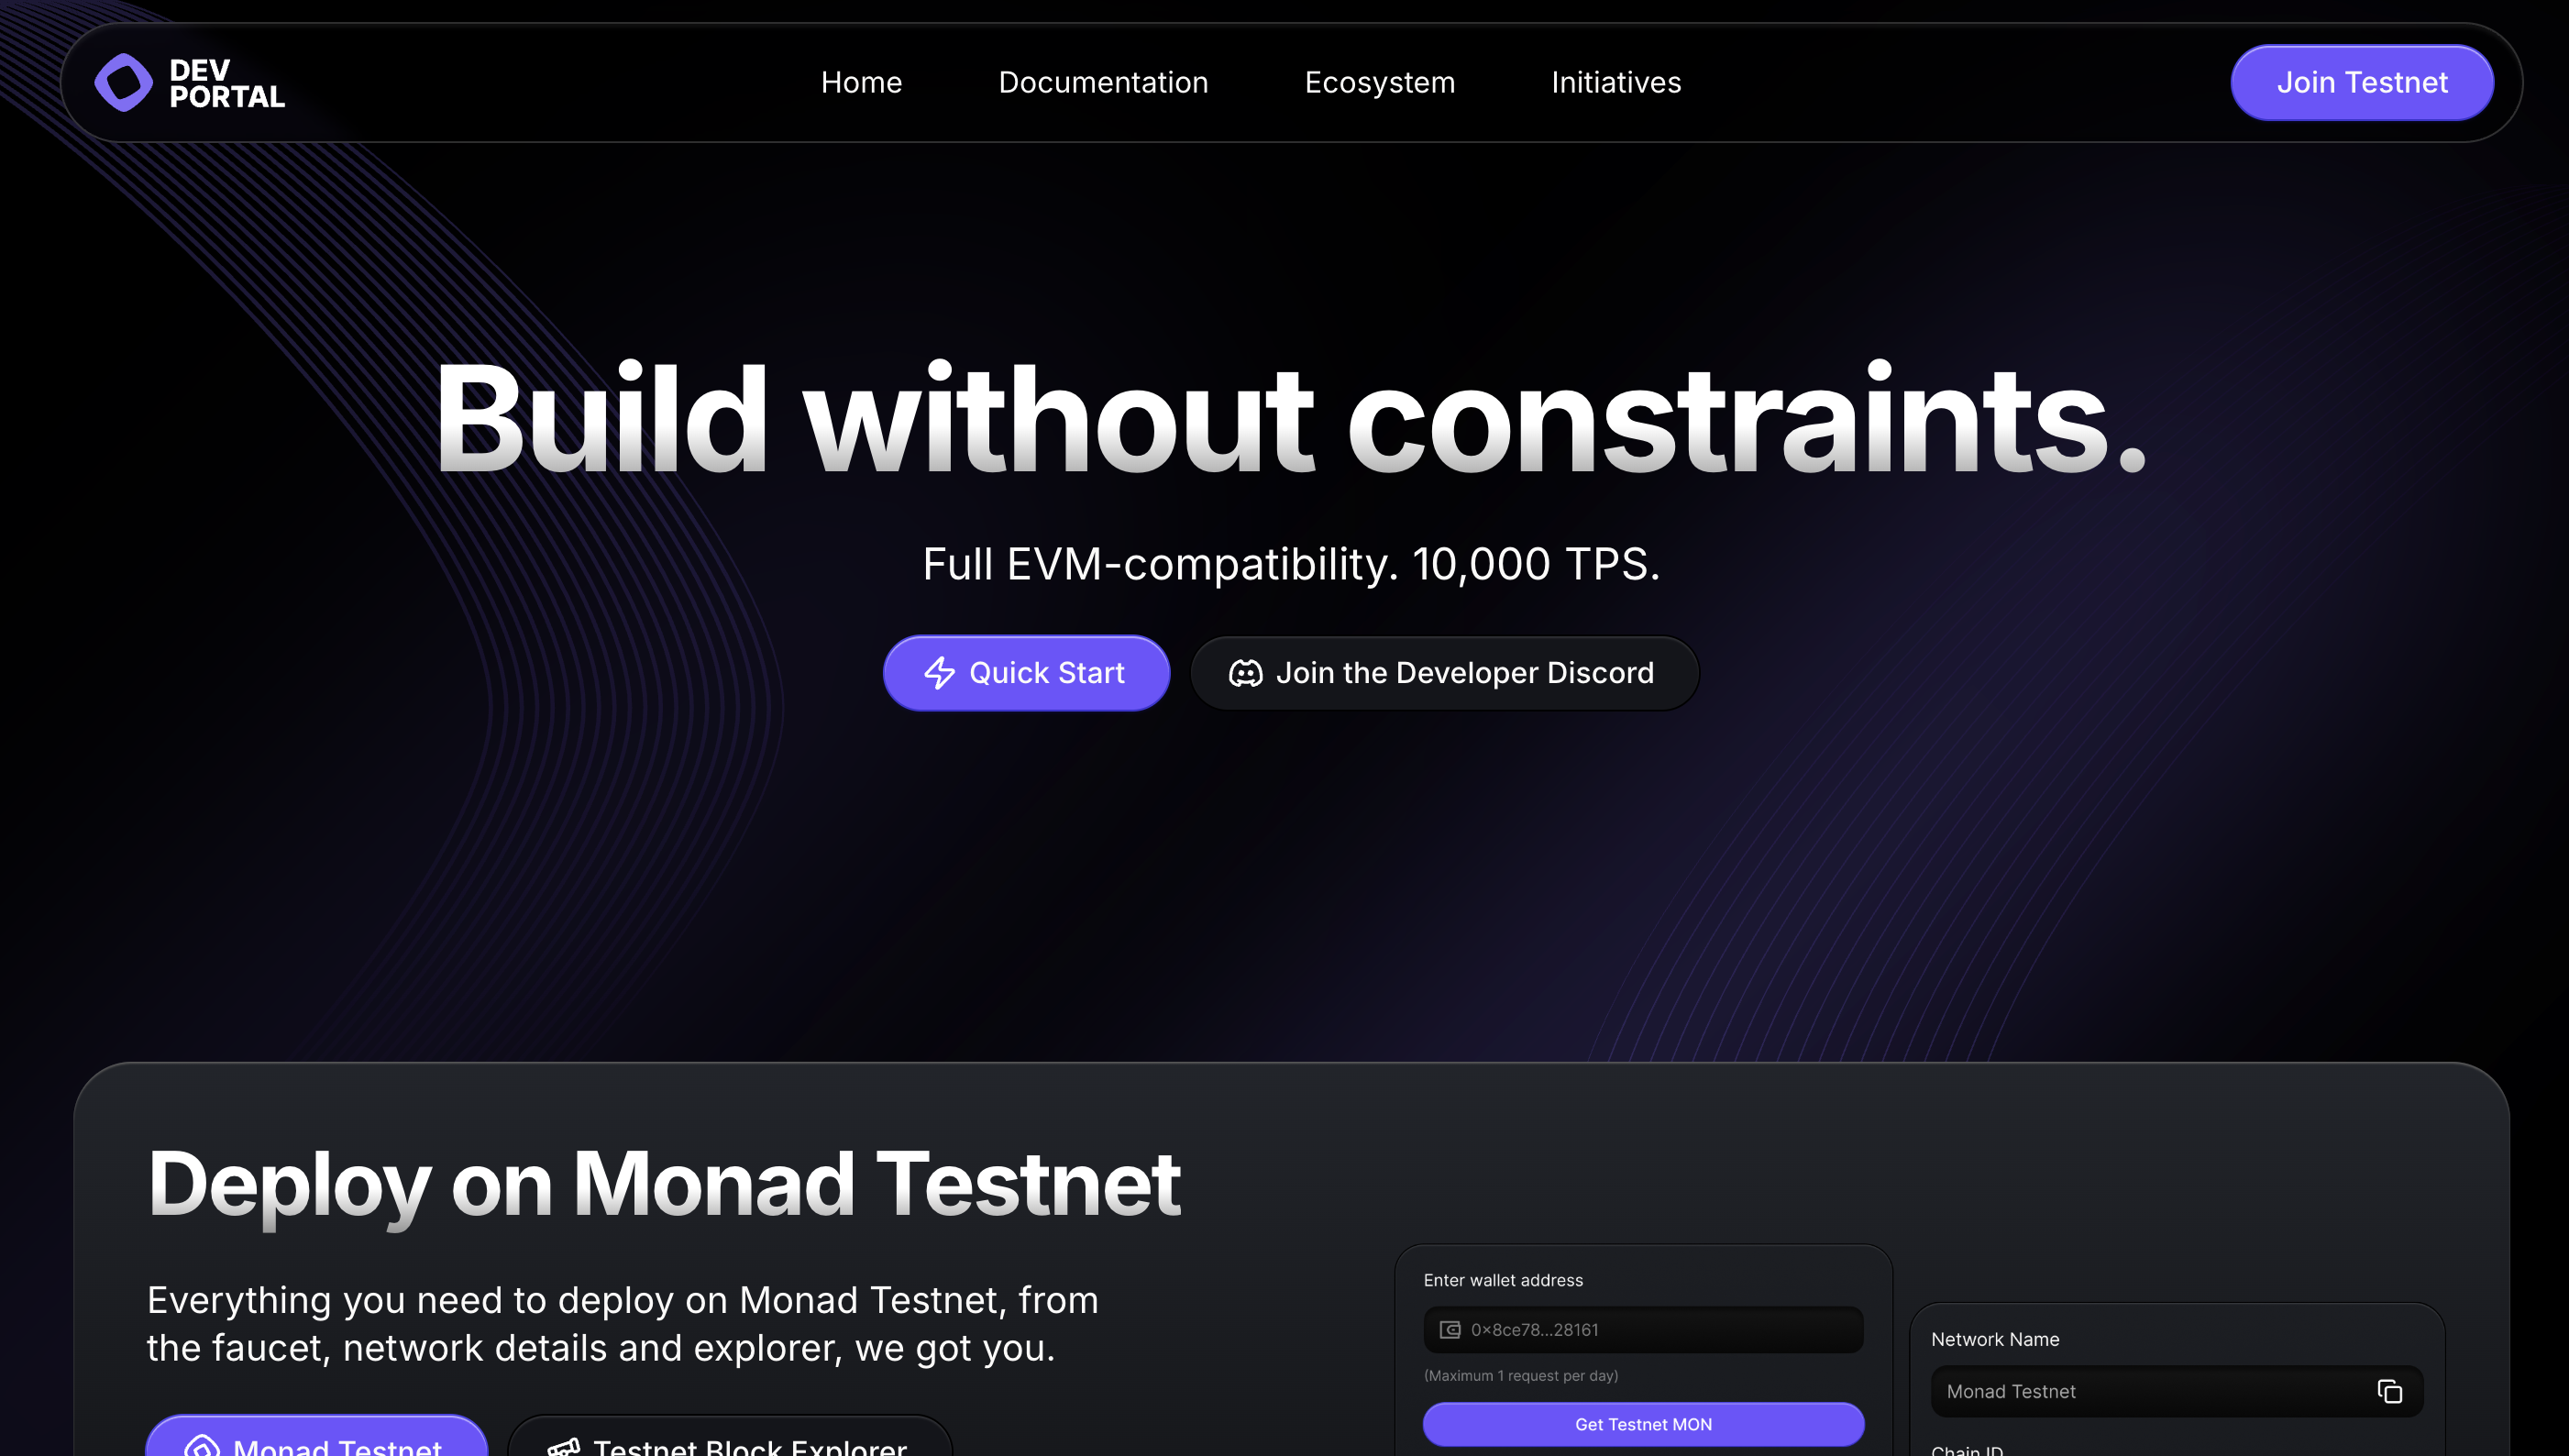 DEV
PORTAL
Home
Documentation
Ecosystem
Initiatives
Join Testnet
Build without constraints.
Full EVM-compatibility. 10,000 TPS.
Quick Start
Join the Developer Discord
Deploy on Monad Testnet
Everything you need to deploy on Monad Testnet, from
the faucet, network details and explorer, we got you.
Monad Testnet
Testnet Block Explorer
Enter wallet address
0x8ce78...28161
(Maximum 1 request per day)
Get Testnet MON
Network Name
Monad Testnet
Chain ID